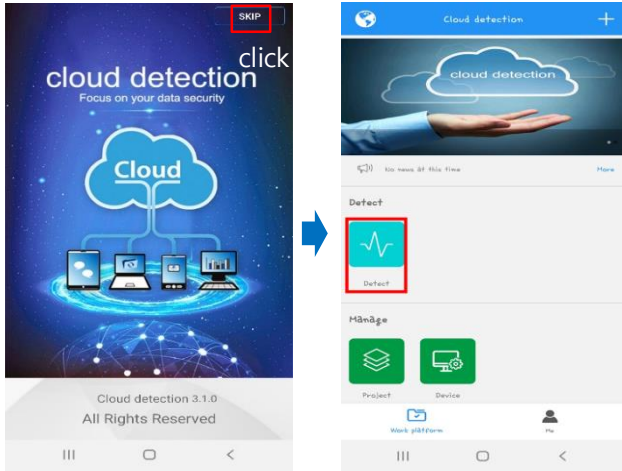 SKIP
click
cloud detection
Focus on your data security
Cloud
Cloud detection 3.1.0
All Rights Reserved
Cloud detection
cloud detection
No news at this time
More
Detect
Detect
Manage
Project
Device
Work platform
Me